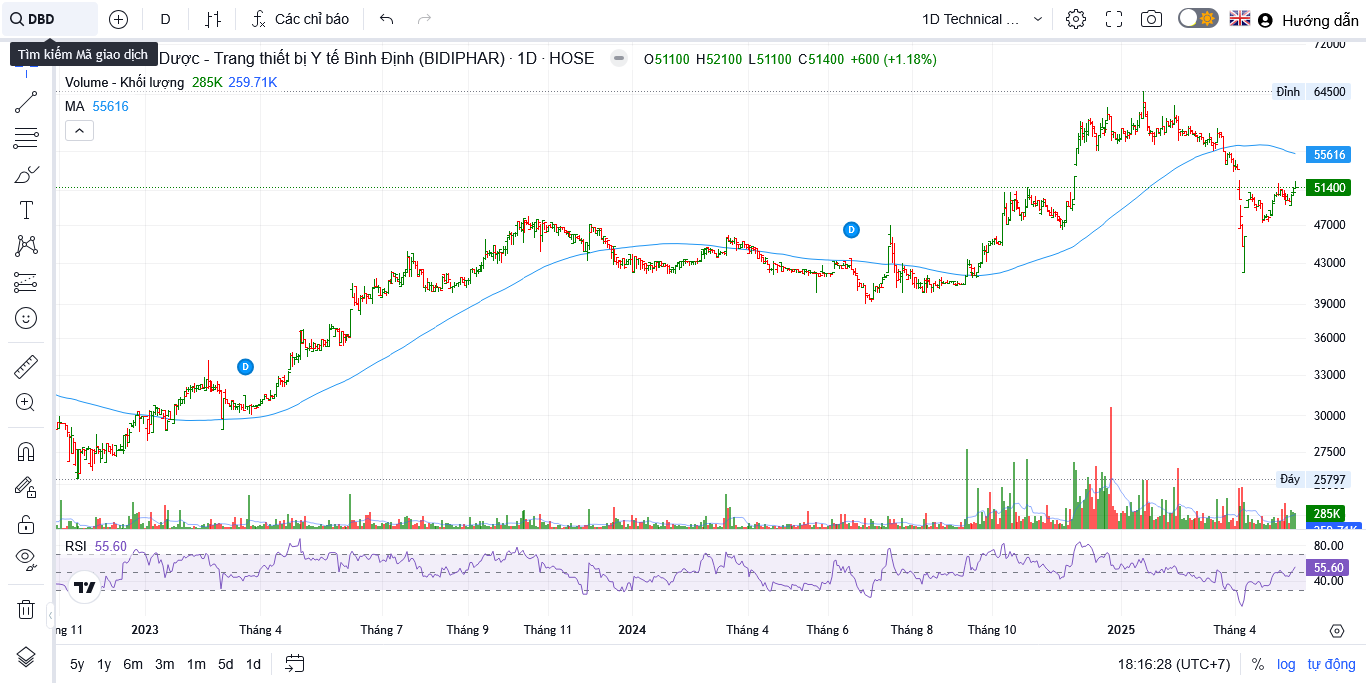 DBD D Các chỉ báo 1D Technical ... Hướng dẫn
Tìm kiếm Mã giao dịch
Dược - Trang thiết bị Y tế Bình Định (BIDIPHAR) · 1D · HOSE O51100 H52100 L51100 C51400 +600 (+1.18%)
Volume - Khối lượng 285K 259.71K
MA 55616
72000
Đỉnh 64500
55616
51400
47000
43000
39000
36000
33000
30000
27500
Đáy 25797
285K
259.71K
D
D
RSI 55.60
80.00
55.60
40.00
ng 11 2023 Tháng 4 Tháng 7 Tháng 9 Tháng 11 2024 Tháng 4 Tháng 6 Tháng 8 Tháng 10 2025 Tháng 4
5y 1y 6m 3m 1m 5d 1d 18:16:28 (UTC+7) % log tự động